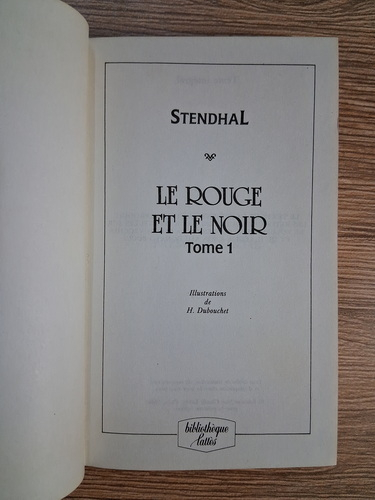 STENDHAL
LE ROUGE
ET LE NOIR
Tome 1
Illustrations
de
H. Dubouchet
bibliothèque
Lattès